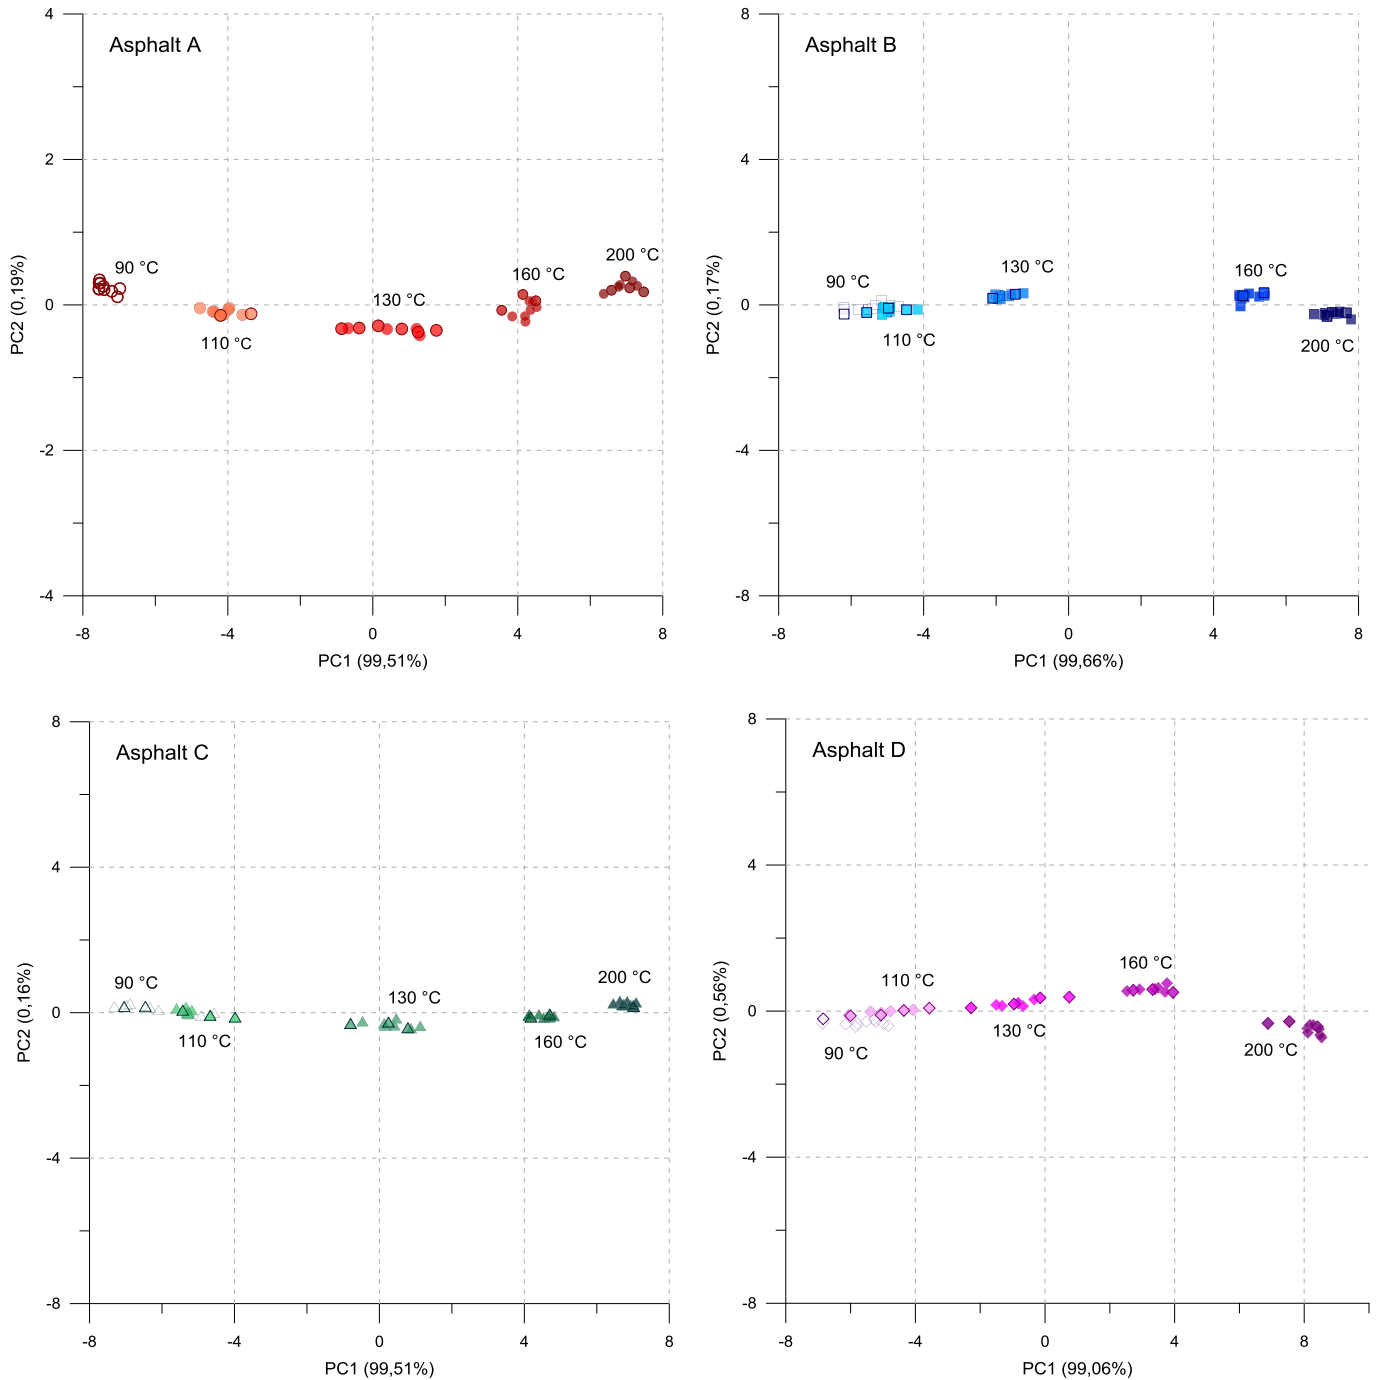 Asphalt A
4
2
0
-2
-4
PC2 (0,19%)
90 °C
110 °C
130 °C
160 °C
200 °C
-8
-4
0
4
8
PC1 (99,51%)
Asphalt B
8
4
0
-4
-8
PC2 (0,17%)
90 °C
110 °C
130 °C
160 °C
200 °C
-8
-4
0
4
8
PC1 (99,66%)
Asphalt C
8
4
0
-4
-8
PC2 (0,16%)
90 °C
110 °C
130 °C
160 °C
200 °C
-8
-4
0
4
8
PC1 (99,51%)
Asphalt D
8
4
0
-4
-8
PC2 (0,56%)
90 °C
110 °C
130 °C
160 °C
200 °C
-8
-4
0
4
8
PC1 (99,06%)